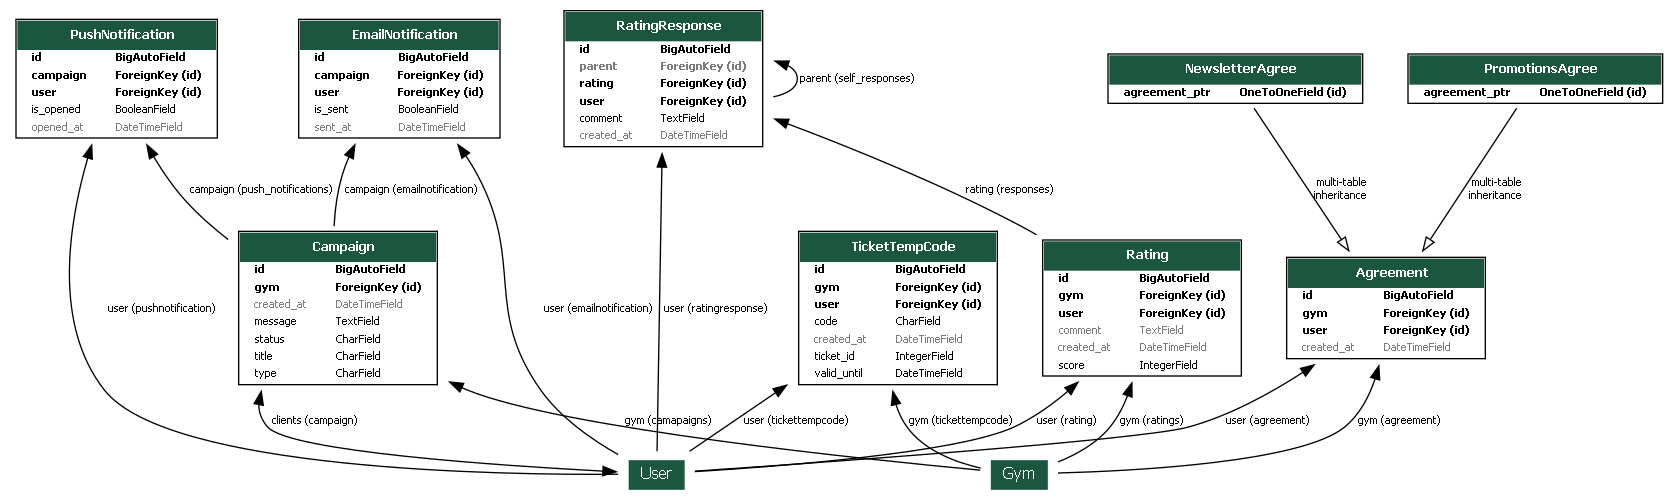 PushNotification
id BigAutoField
campaign ForeignKey (id)
user ForeignKey (id)
is_opened BooleanField
opened_at DateTimeField
EmailNotification
id BigAutoField
campaign ForeignKey (id)
user ForeignKey (id)
is_sent BooleanField
sent_at DateTimeField
RatingResponse
id BigAutoField
parent ForeignKey (id)
rating ForeignKey (id)
user ForeignKey (id)
comment TextField
created_at DateTimeField
parent (self_responses)
NewsletterAgree
agreement_ptr OneToOneField (id)
PromotionsAgree
agreement_ptr OneToOneField (id)
campaign (push_notifications)
campaign (emailnotification)
rating (responses)
multi-table
inheritance
multi-table
inheritance
Campaign
id BigAutoField
gym ForeignKey (id)
created_at DateTimeField
message TextField
status CharField
title CharField
type CharField
TicketTempCode
id BigAutoField
gym ForeignKey (id)
user ForeignKey (id)
code CharField
created_at DateTimeField
ticket_id IntegerField
valid_until DateTimeField
Rating
id BigAutoField
gym ForeignKey (id)
user ForeignKey (id)
comment TextField
created_at DateTimeField
score IntegerField
Agreement
id BigAutoField
gym ForeignKey (id)
user ForeignKey (id)
created_at DateTimeField
user (pushnotification)
user (emailnotification)
user (ratingresponse)
clients (campaign)
gym (camapaigns)
user (tickettempcode)
gym (tickettempcode)
user (rating)
gym (ratings)
user (agreement)
gym (agreement)
User
Gym